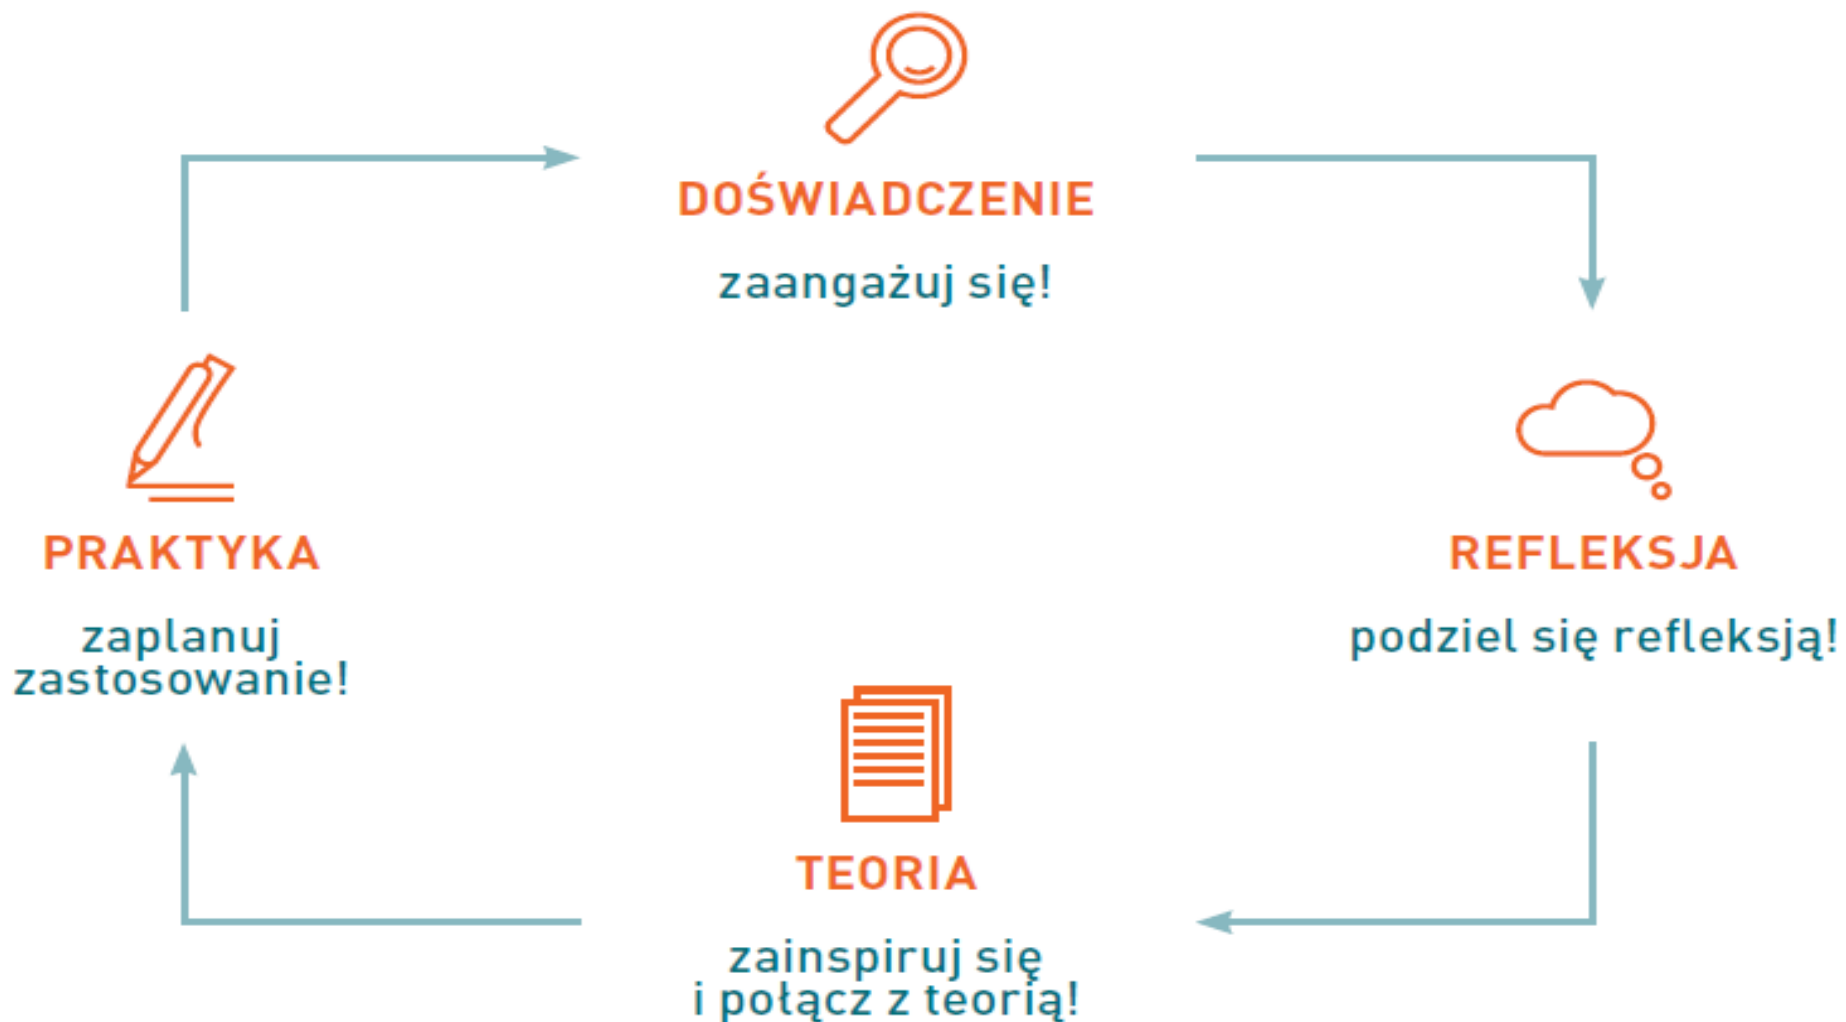 DOŚWIADCZENIE
zaangażuj się!
REFLEKSJA
podziel się refleksją!
TEORIA
zainspiruj się
i połącz z teorią!
PRAKTYKA
zaplanuj
zastosowanie!